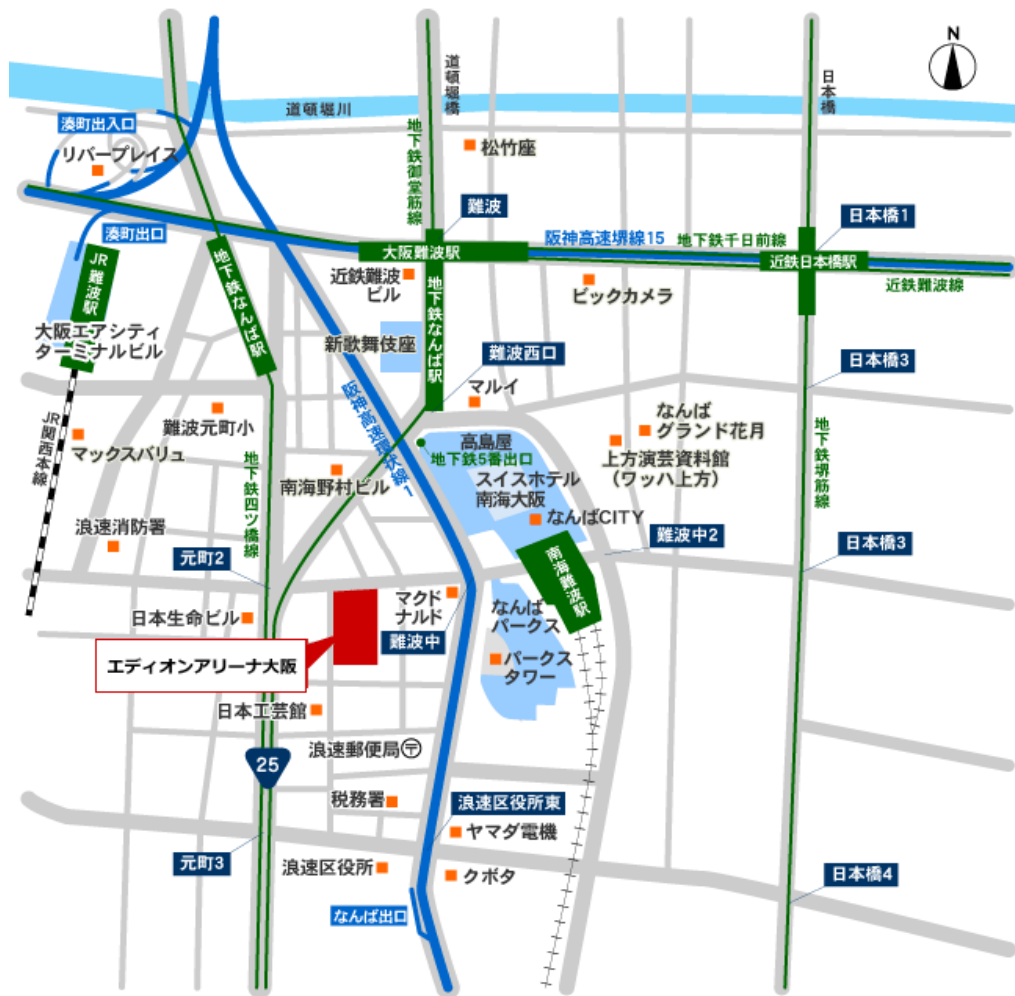 N
道頓堀橋
日本橋
道頓堀川
湊町出入口
リバープレイス
地下鉄御堂筋線
松竹座
難波
日本橋1
湊町出口
大阪難波駅
阪神高速堺線15
地下鉄千日前線
近鉄日本橋駅
近鉄難波線
JR難波駅
地下鉄なんば駅
近鉄難波
ビル
地下鉄なんば駅
ビックカメラ
大阪エアシティ
ターミナルビル
新歌舞伎座
難波西口
日本橋3
阪神高速環状線1
マルイ
JR関西本線
難波元町小
マックスバリュ
高島屋
地下鉄5番出口
なんば
グランド花月
上方演芸資料館
（ワッハ上方）
地下鉄堺筋線
地下鉄四ツ橋線
南海野村ビル
スイスホテル
南海大阪
なんばCITY
浪速消防署
元町2
難波中2
日本橋3
南海難波駅
日本生命ビル
マクド
ナルド
難波中
なんば
パークス
エディオンアリーナ大阪
パークス
タワー
日本工芸館
浪速郵便局〒
25
税務署
浪速区役所東
ヤマダ電機
元町3
浪速区役所
クボタ
日本橋4
なんば出口